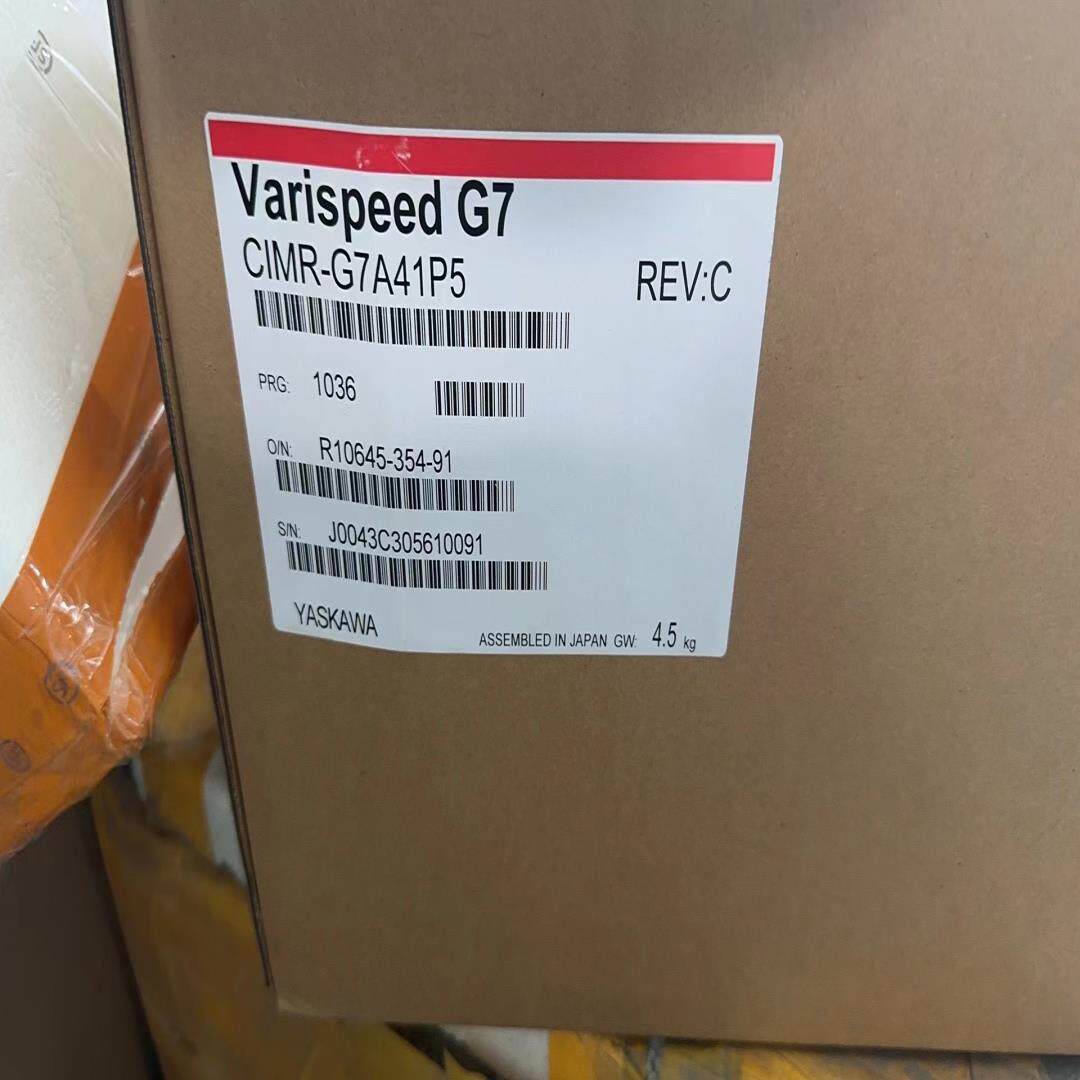 Varispeed G7
CIMR-G7A41P5 REV:C
PRG: 1036
O/N: R10645-354-91
S/N: J0043C305610091
YASKAWA ASSEMBLED IN JAPAN GW: 4.5 kg